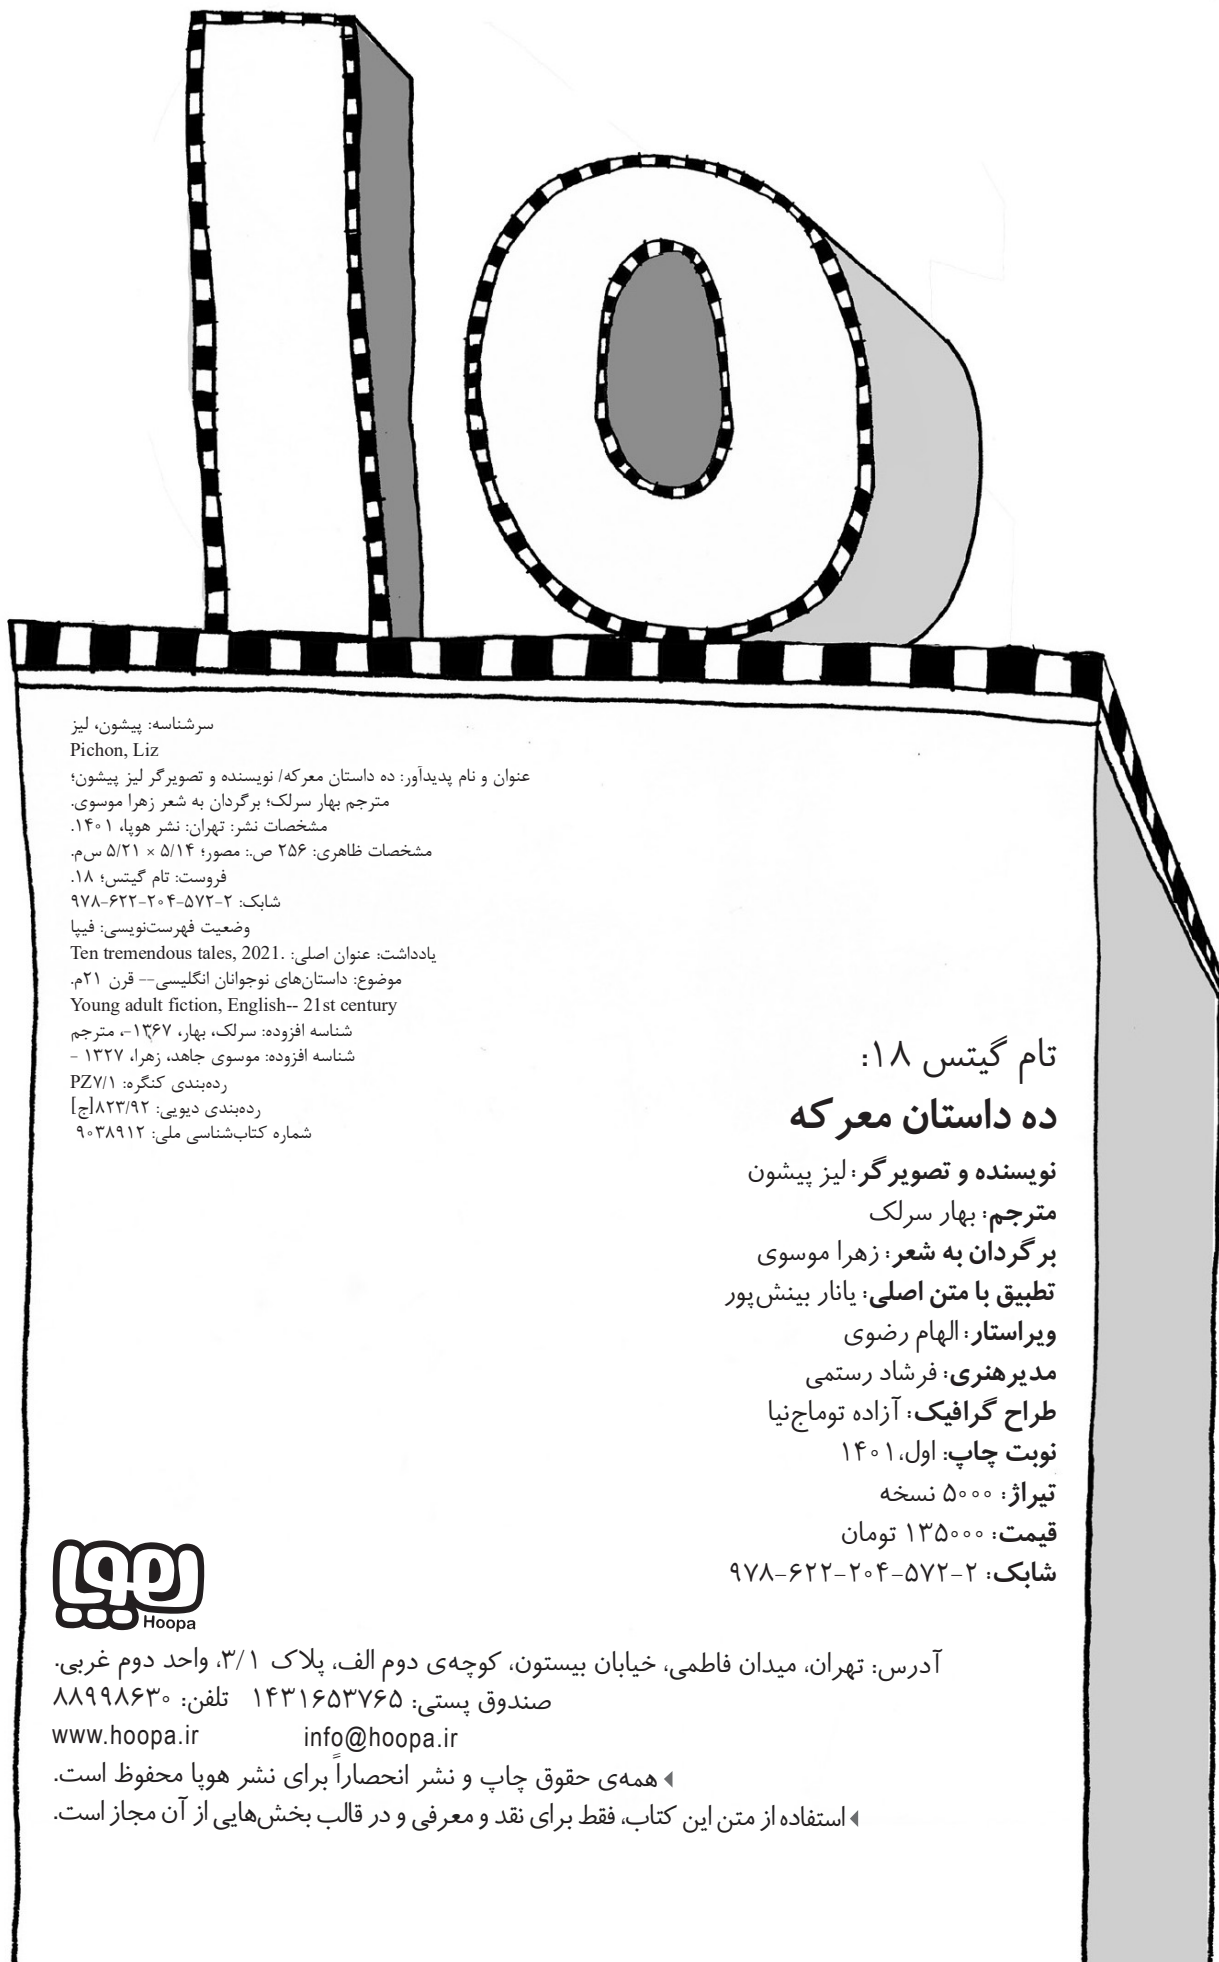 10
سرشناسه: پیشون، لیز
Pichon, Liz
عنوان و نام پدیدآور: ده داستان معرکه/ نویسنده و تصویرگر لیز پیشون؛
مترجم بهار سرلک؛ برگردان به شعر زهرا موسوی.
مشخصات نشر: تهران: نشر هوپا، ۱۴۰۱.
مشخصات ظاهری: ۲۵۶ ص.: مصور؛ ۵/۱۴ × ۵/۲۱ س‌م.
فروست: تام گیتس؛ ۱۸.
شابک: ۲-۵۷۲-۲۰۴-۶۲۲-۹۷۸
وضعیت فهرست‌نویسی: فیپا
یادداشت: عنوان اصلی: Ten tremendous tales, 2021.
موضوع: داستان‌های نوجوانان انگلیسی-- قرن ۲۱م.
Young adult fiction, English-- 21st century
شناسه افزوده: سرلک، بهار، ۱۳۶۷-، مترجم
شناسه افزوده: موسوی جاهد، زهرا، ۱۳۲۷ -
رده‌بندی کنگره: PZ۷/۱
رده‌بندی دیویی: ۸۲۳/۹۲[ج]
شماره کتاب‌شناسی ملی: ۹۰۳۸۹۱۲
تام گیتس ۱۸:
ده داستان معرکه
نویسنده و تصویرگر: لیز پیشون
مترجم: بهار سرلک
برگردان به شعر: زهرا موسوی
تطبیق با متن اصلی: یانار بینش‌پور
ویراستار: الهام رضوی
مدیرهنری: فرشاد رستمی
طراح گرافیک: آزاده توماج‌نیا
نوبت چاپ: اول، ۱۴۰۱
تیراژ: ۵۰۰۰ نسخه
قیمت: ۱۳۵۰۰۰ تومان
شابک: ۲-۵۷۲-۲۰۴-۶۲۲-۹۷۸
هوپا
Hoopa
آدرس: تهران، میدان فاطمی، خیابان بیستون، کوچه‌ی دوم الف، پلاک ۳/۱، واحد دوم غربی.
صندوق پستی: ۱۴۳۱۶۵۳۷۶۵ تلفن: ۸۸۹۹۸۶۳۰
www.hoopa.ir info@hoopa.ir
همه‌ی حقوق چاپ و نشر انحصاراً برای نشر هوپا محفوظ است.
استفاده از متن این کتاب، فقط برای نقد و معرفی و در قالب بخش‌هایی از آن مجاز است.